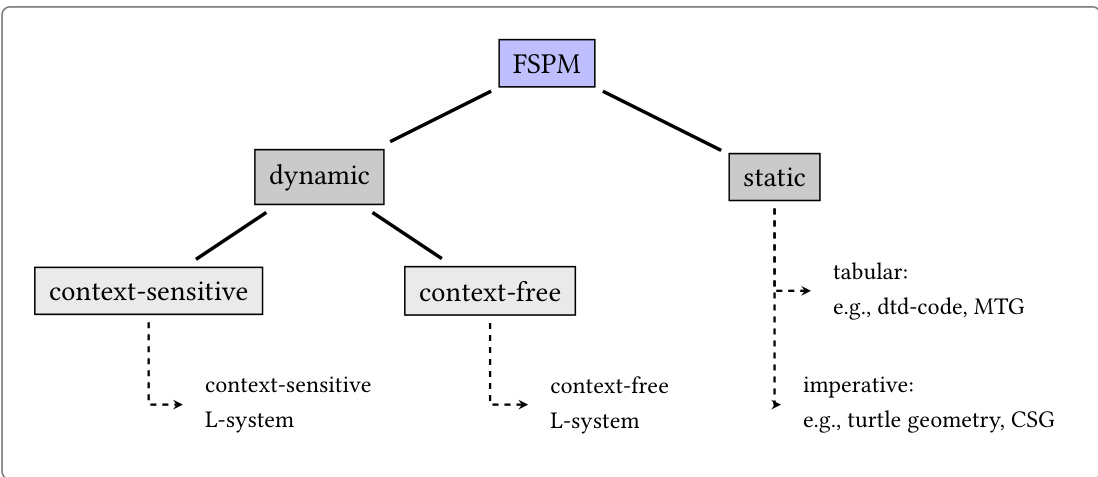 FSPM
dynamic
static
context-sensitive
context-free
tabular:
e.g., dtd-code, MTG
context-sensitive
L-system
context-free
L-system
imperative:
e.g., turtle geometry, CSG